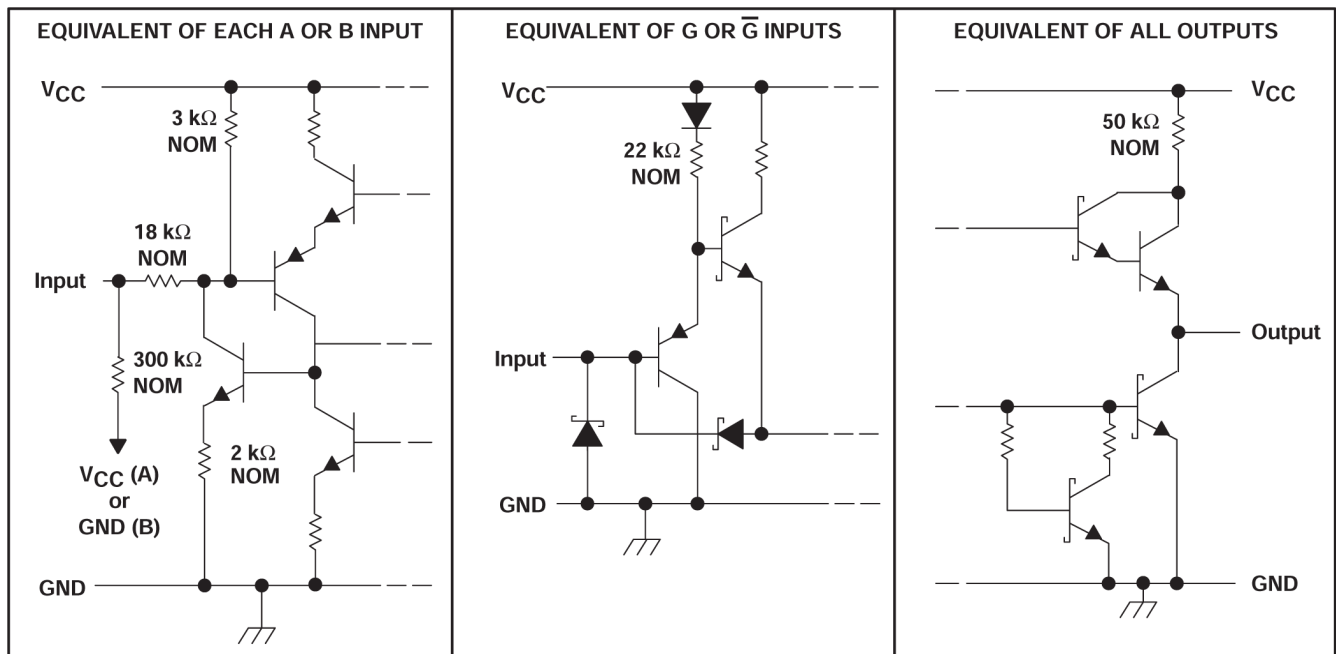 EQUIVALENT OF EACH A OR B INPUT
VCC
3 kΩ
NOM
18 kΩ
NOM
Input
300 kΩ
NOM
2 kΩ
NOM
VCC (A)
or
GND (B)
GND
EQUIVALENT OF G OR G̅ INPUTS
VCC
22 kΩ
NOM
Input
GND
EQUIVALENT OF ALL OUTPUTS
VCC
50 kΩ
NOM
Output
GND